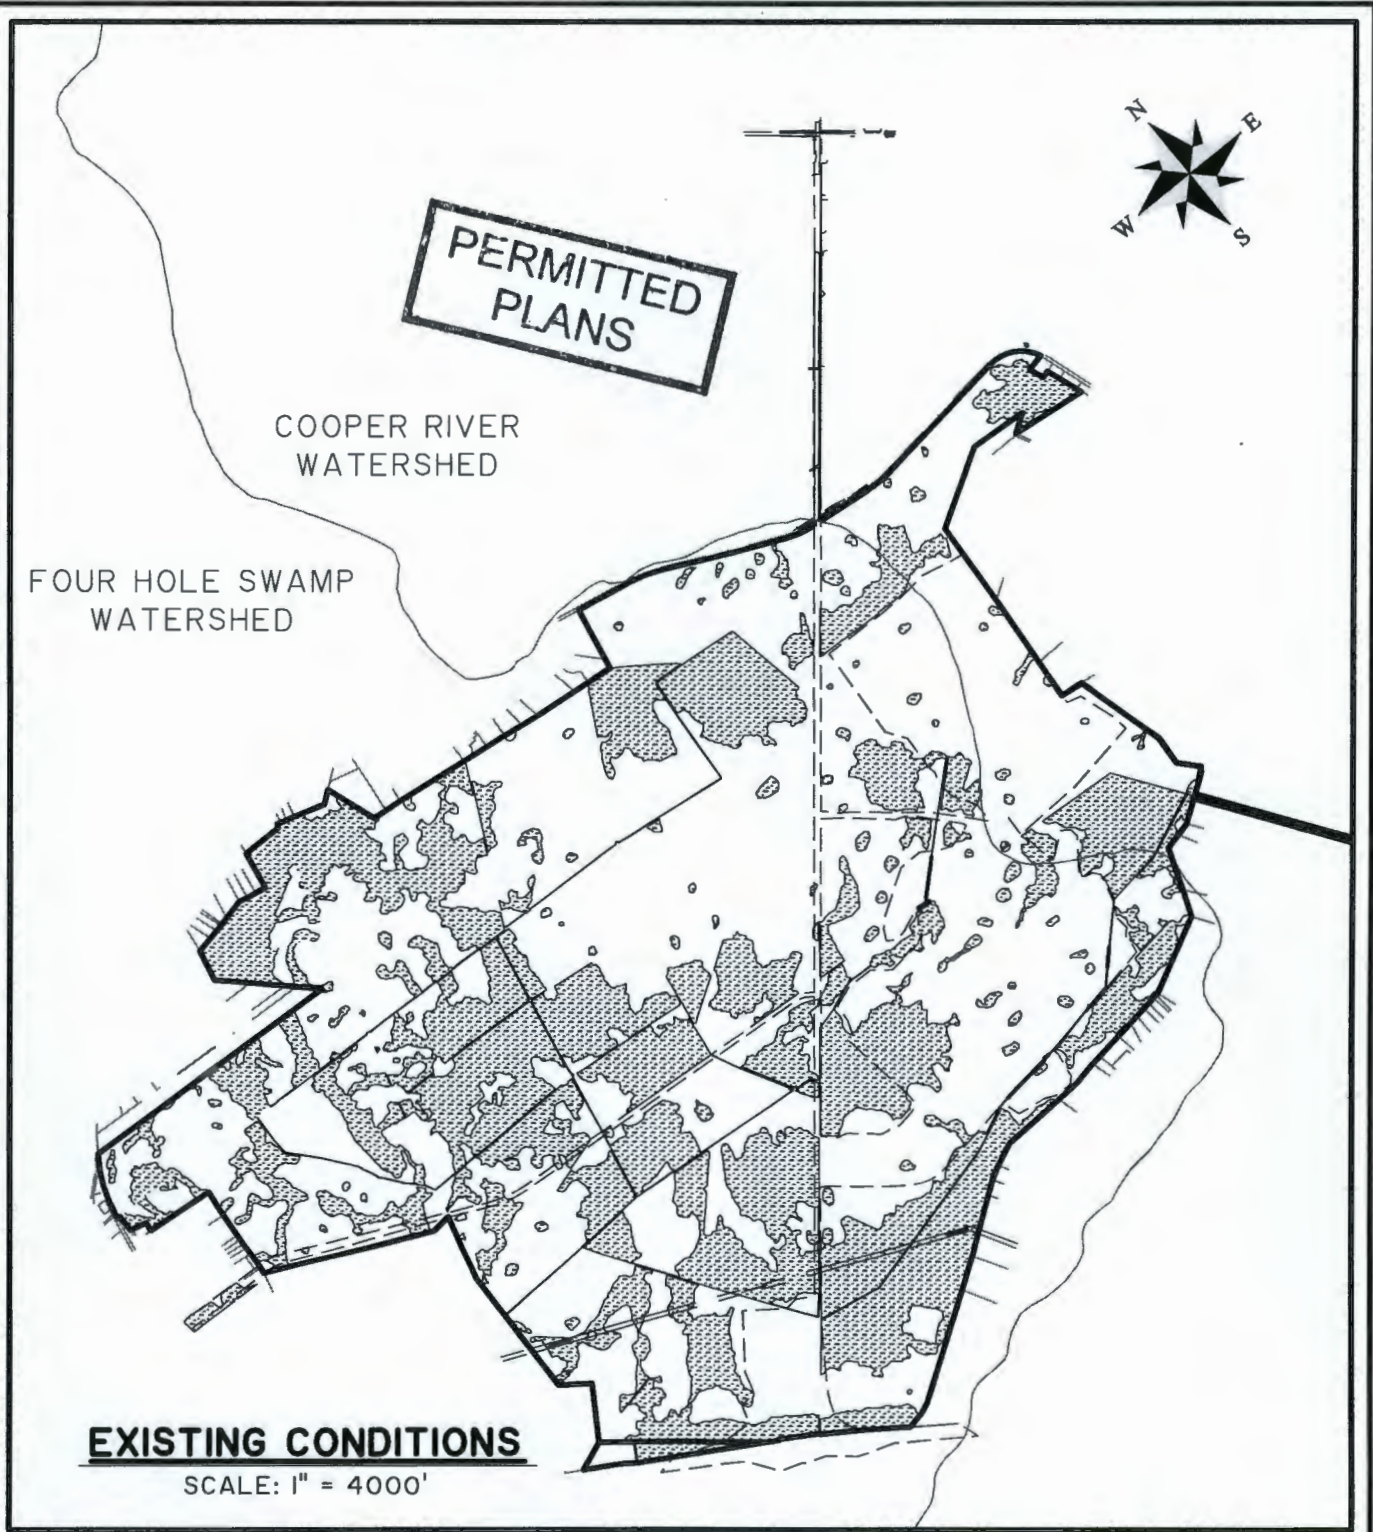 N
E
W
S
PERMITTED
PLANS
COOPER RIVER
WATERSHED
FOUR HOLE SWAMP
WATERSHED
EXISTING CONDITIONS
SCALE: 1" = 4000'